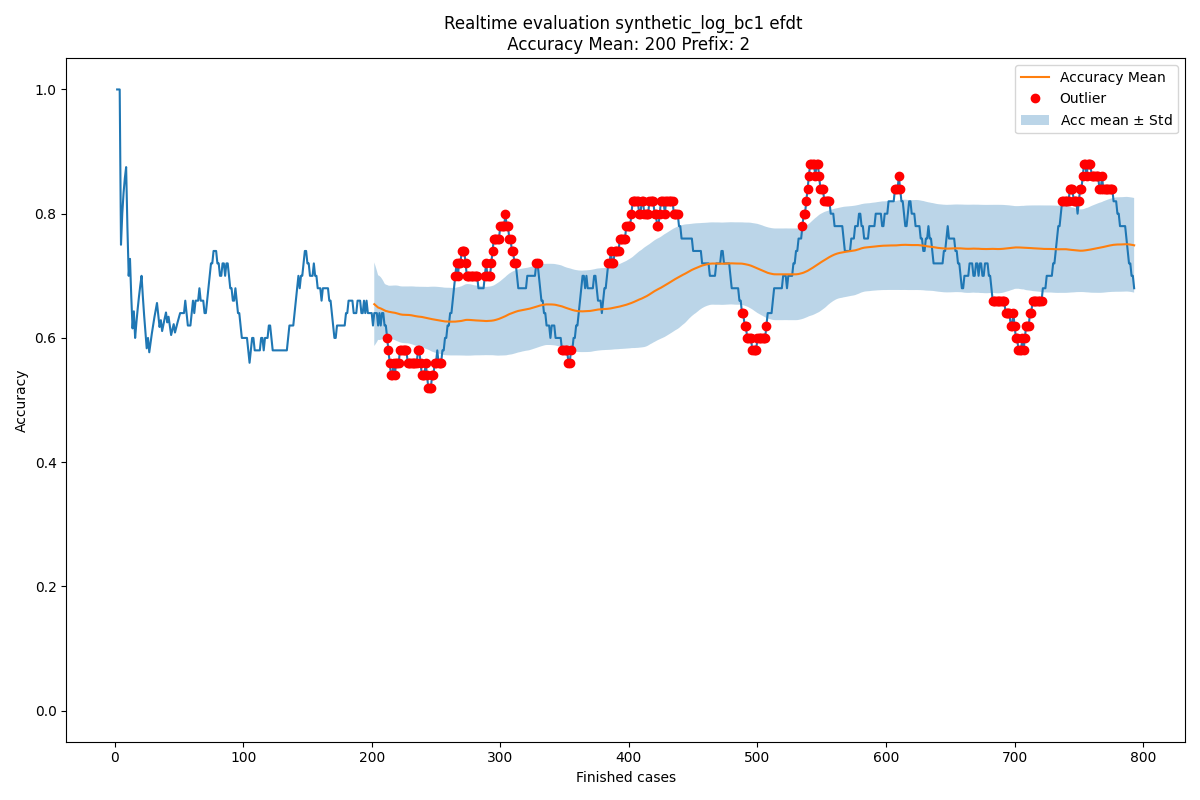 Realtime evaluation synthetic_log_bc1 efdt
Accuracy Mean: 200 Prefix: 2
Accuracy Mean
Outlier
Acc mean ± Std
1.0
0.8
0.6
0.4
0.2
0.0
Accuracy
0 100 200 300 400 500 600 700 800
Finished cases